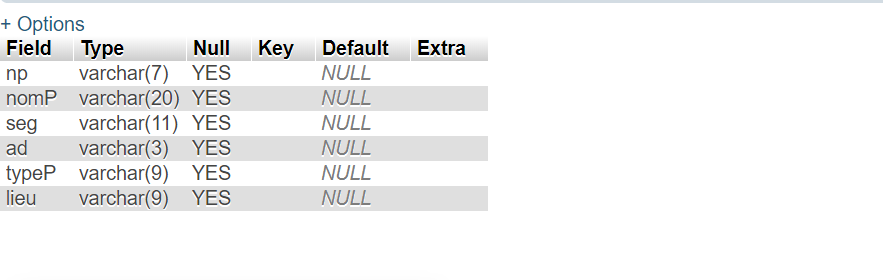 + Options
Field Type Null Key Default Extra
np varchar(7) YES NULL
nomP varchar(20) YES NULL
seg varchar(11) YES NULL
ad varchar(3) YES NULL
typeP varchar(9) YES NULL
lieu varchar(9) YES NULL